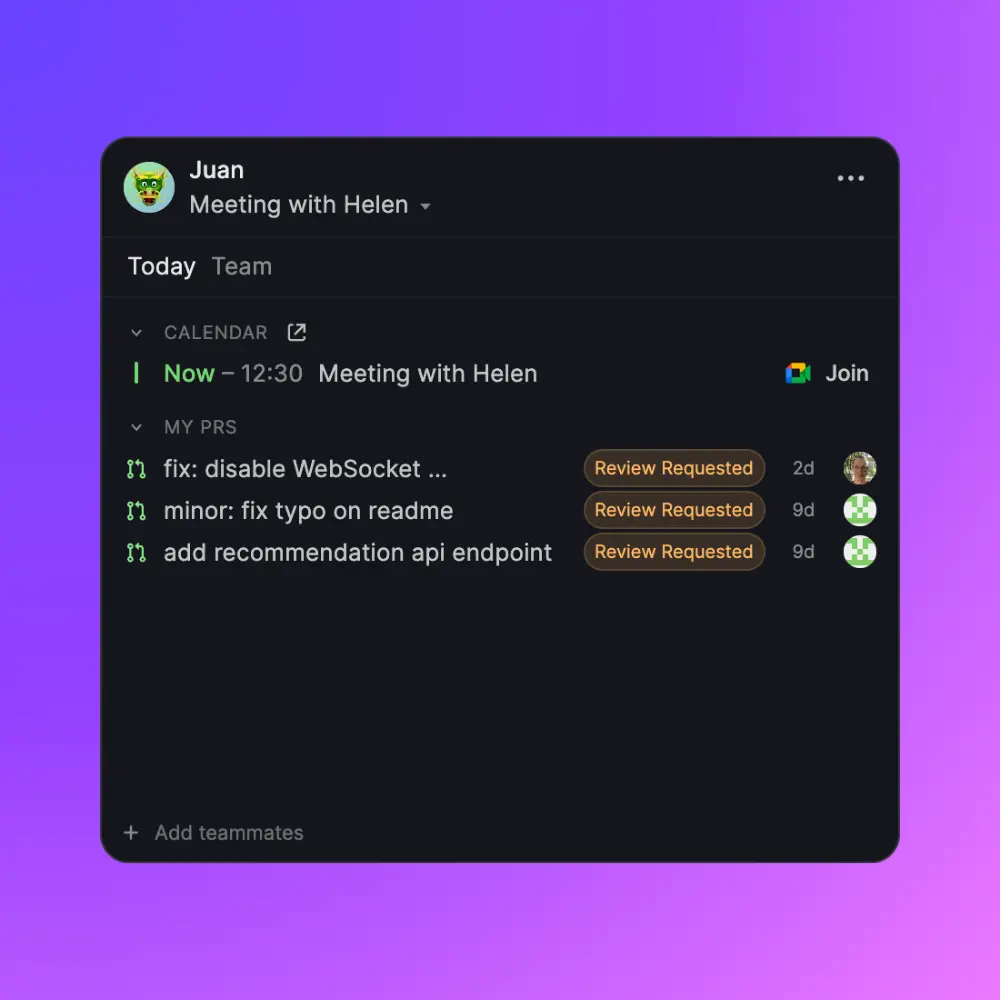 Juan
Meeting with Helen
Today Team
CALENDAR
Now – 12:30 Meeting with Helen Join
MY PRS
fix: disable WebSocket ... Review Requested 2d
minor: fix typo on readme Review Requested 9d
add recommendation api endpoint Review Requested 9d
+ Add teammates